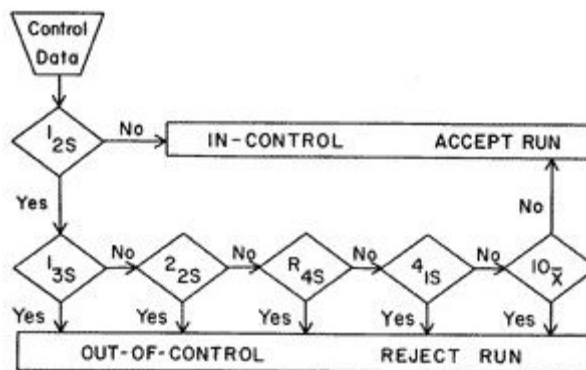 Control
Data
1 2S
No
IN-CONTROL ACCEPT RUN
Yes
No
1 3S
No
2 2S
No
R 4S
No
4 1S
No
10 X̄
Yes
Yes
Yes
Yes
Yes
OUT-OF-CONTROL REJECT RUN